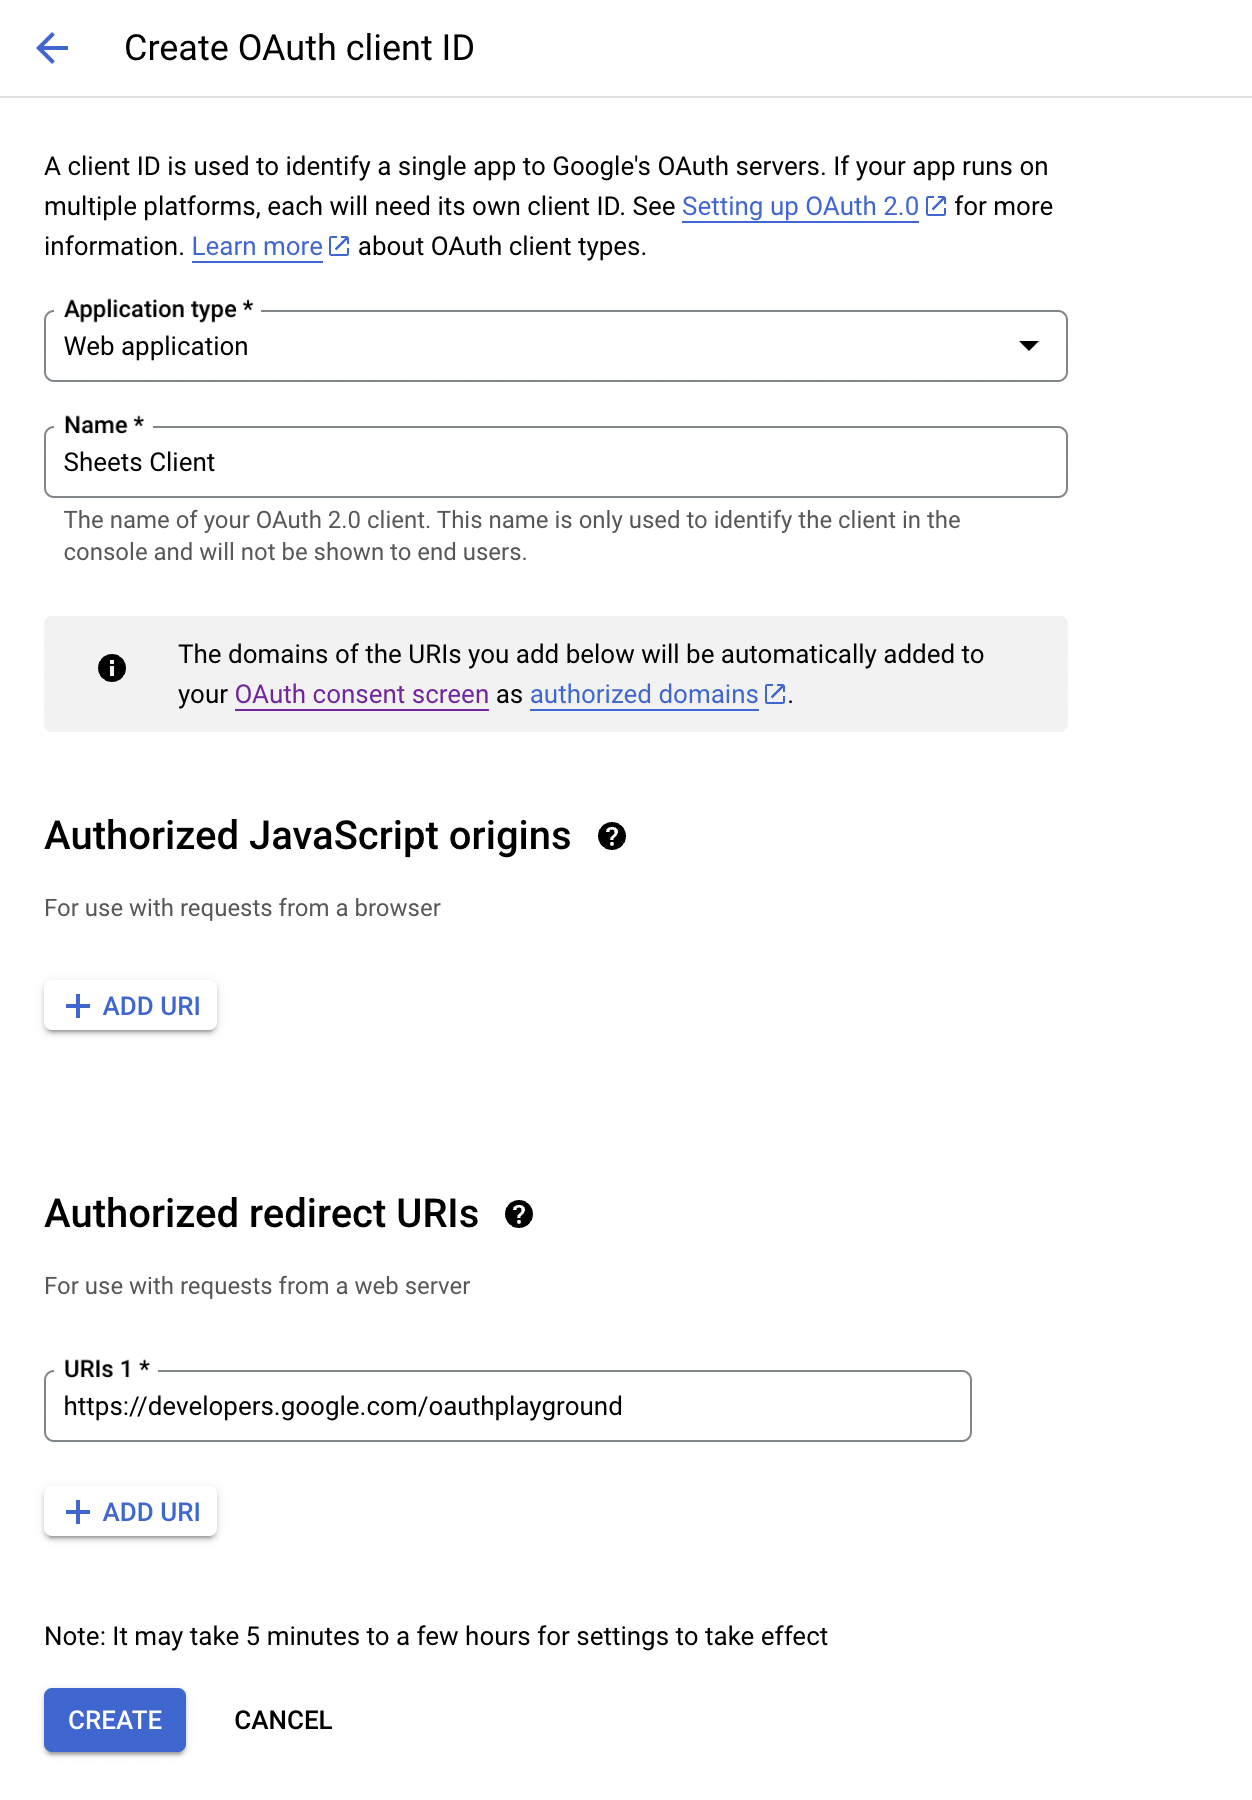 Create OAuth client ID
A client ID is used to identify a single app to Google's OAuth servers. If your app runs on
multiple platforms, each will need its own client ID. See Setting up OAuth 2.0 for more
information. Learn more about OAuth client types.
Application type *
Web application
Name *
Sheets Client
The name of your OAuth 2.0 client. This name is only used to identify the client in the
console and will not be shown to end users.
The domains of the URIs you add below will be automatically added to
your OAuth consent screen as authorized domains.
Authorized JavaScript origins
For use with requests from a browser
ADD URI
Authorized redirect URIs
For use with requests from a web server
URIs 1 *
https://developers.google.com/oauthplayground
ADD URI
Note: It may take 5 minutes to a few hours for settings to take effect
CREATE CANCEL